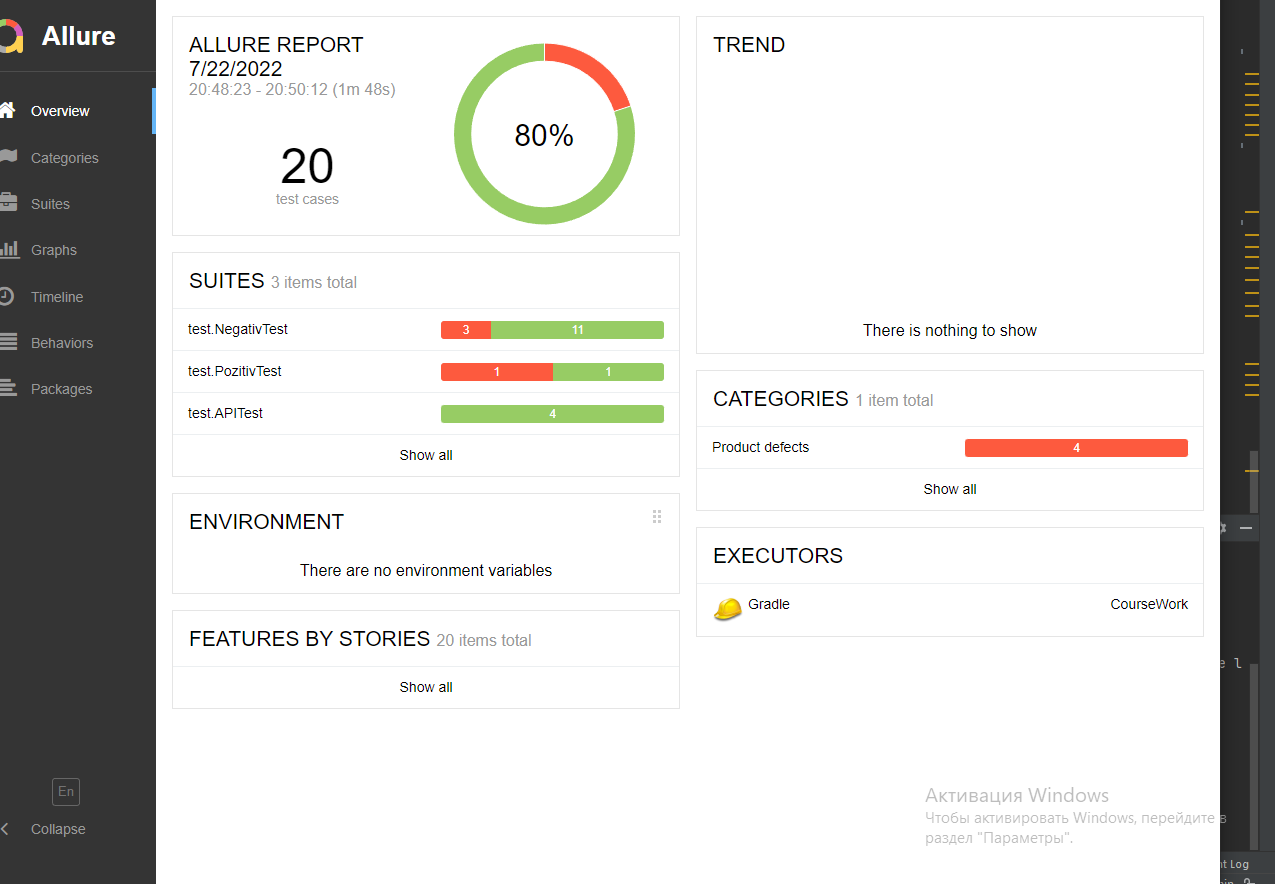 Allure
Overview
Categories
Suites
Graphs
Timeline
Behaviors
Packages
En
Collapse
ALLURE REPORT
7/22/2022
20:48:23 - 20:50:12 (1m 48s)
20
test cases
80%
SUITES 3 items total
test.NegativTest 3 11
test.PozitivTest 1 1
test.APITest 4
Show all
ENVIRONMENT
There are no environment variables
FEATURES BY STORIES 20 items total
Show all
TREND
There is nothing to show
CATEGORIES 1 item total
Product defects 4
Show all
EXECUTORS
Gradle CourseWork
Активация Windows
Чтобы активировать Windows, перейдите в
раздел "Параметры".
Log